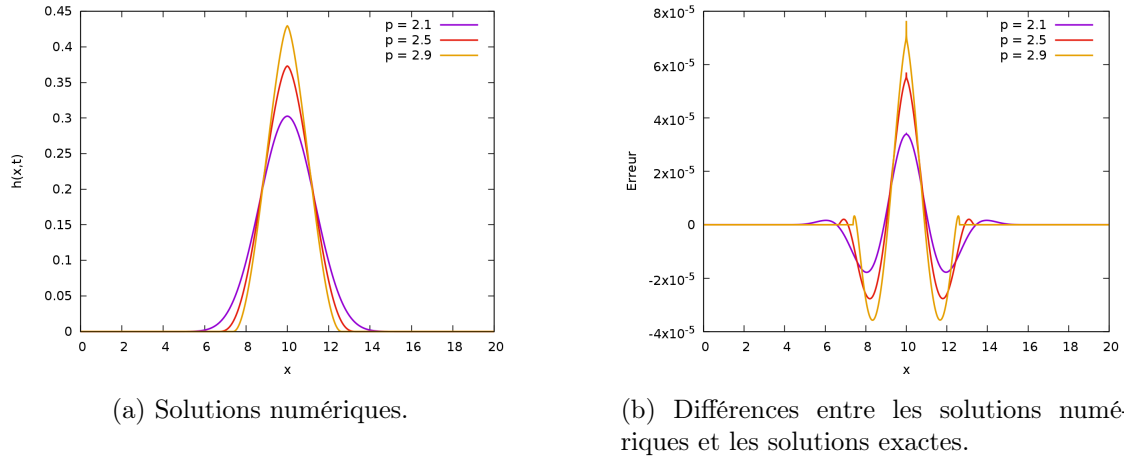 0.45
0.4
0.35
0.3
0.25
0.2
0.15
0.1
0.05
0
h(x,t)
p = 2.1
p = 2.5
p = 2.9
0 2 4 6 8 10 12 14 16 18 20
x
(a) Solutions numériques.
8x10-5
6x10-5
4x10-5
2x10-5
0
-2x10-5
-4x10-5
Erreur
p = 2.1
p = 2.5
p = 2.9
0 2 4 6 8 10 12 14 16 18 20
x
(b) Différences entre les solutions numé-
riques et les solutions exactes.